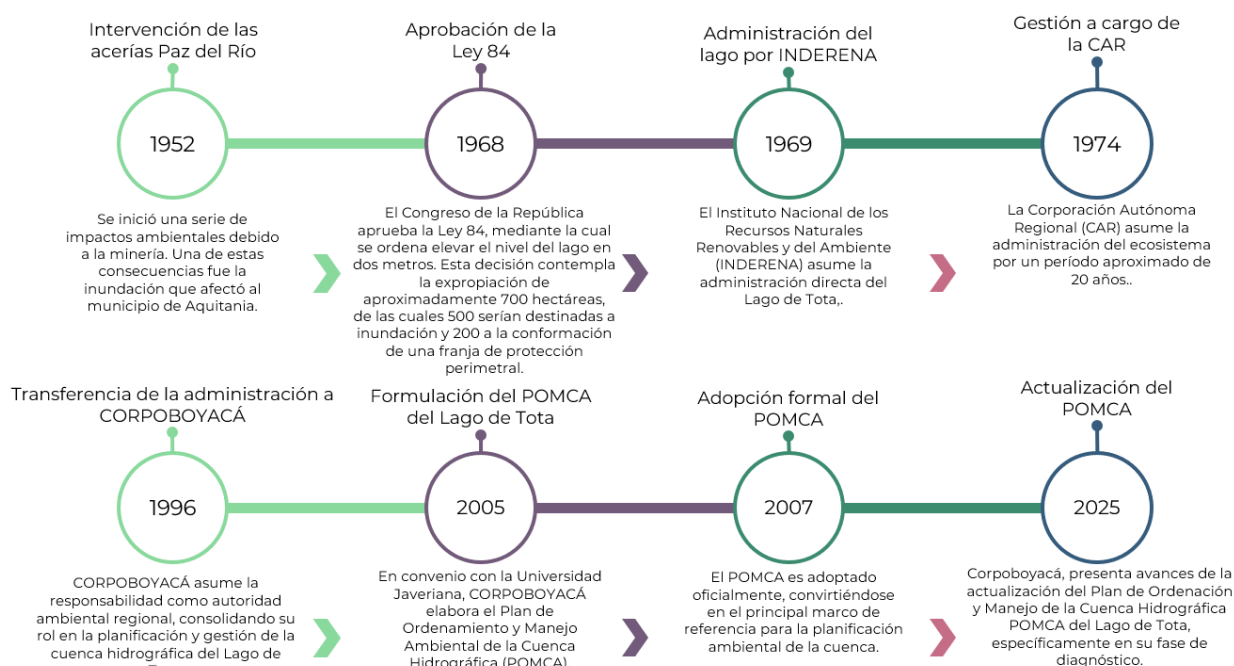 Intervención de las
acerías Paz del Río
1952
Se inició una serie de
impactos ambientales debido
a la minería. Una de estas
consecuencias fue la
inundación que afectó al
municipio de Aquitania.
Aprobación de la
Ley 84
1968
El Congreso de la República
aprueba la Ley 84, mediante la cual
se ordena elevar el nivel del lago en
dos metros. Esta decisión contempla
la expropiación de
aproximadamente 700 hectáreas,
de las cuales 500 serían destinadas a
inundación y 200 a la conformación
de una franja de protección
perimetral.
Administración del
lago por INDERENA
1969
El Instituto Nacional de los
Recursos Naturales
Renovables y del Ambiente
(INDERENA) asume la
administración directa del
Lago de Tota,.
Gestión a cargo de
la CAR
1974
La Corporación Autónoma
Regional (CAR) asume la
administración del ecosistema
por un período aproximado de
20 años..
Transferencia de la administración a
CORPOBOYACÁ
1996
CORPOBOYACÁ asume la
responsabilidad como autoridad
ambiental regional, consolidando su
rol en la planificación y gestión de la
cuenca hidrográfica del Lago de
Formulación del POMCA
del Lago de Tota
2005
En convenio con la Universidad
Javeriana, CORPOBOYACÁ
elabora el Plan de
Ordenamiento y Manejo
Ambiental de la Cuenca
Hidrográfica (POMCA)
Adopción formal del
POMCA
2007
El POMCA es adoptado
oficialmente, convirtiéndose
en el principal marco de
referencia para la planificación
ambiental de la cuenca.
Actualización del
POMCA
2025
Corpoboyacá, presenta avances de la
actualización del Plan de Ordenación
y Manejo de la Cuenca Hidrográfica
POMCA del Lago de Tota,
específicamente en su fase de
diagnóstico.